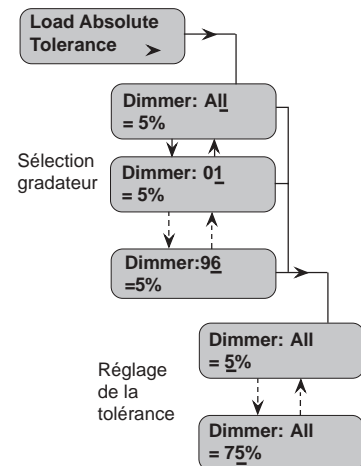 Load Absolute
Tolerance
Dimmer: All
= 5%
Sélection
gradateur
Dimmer: 01
= 5%
Dimmer:96
=5%
Dimmer: All
= 5%
Réglage
de la
tolérance
Dimmer: All
= 75%